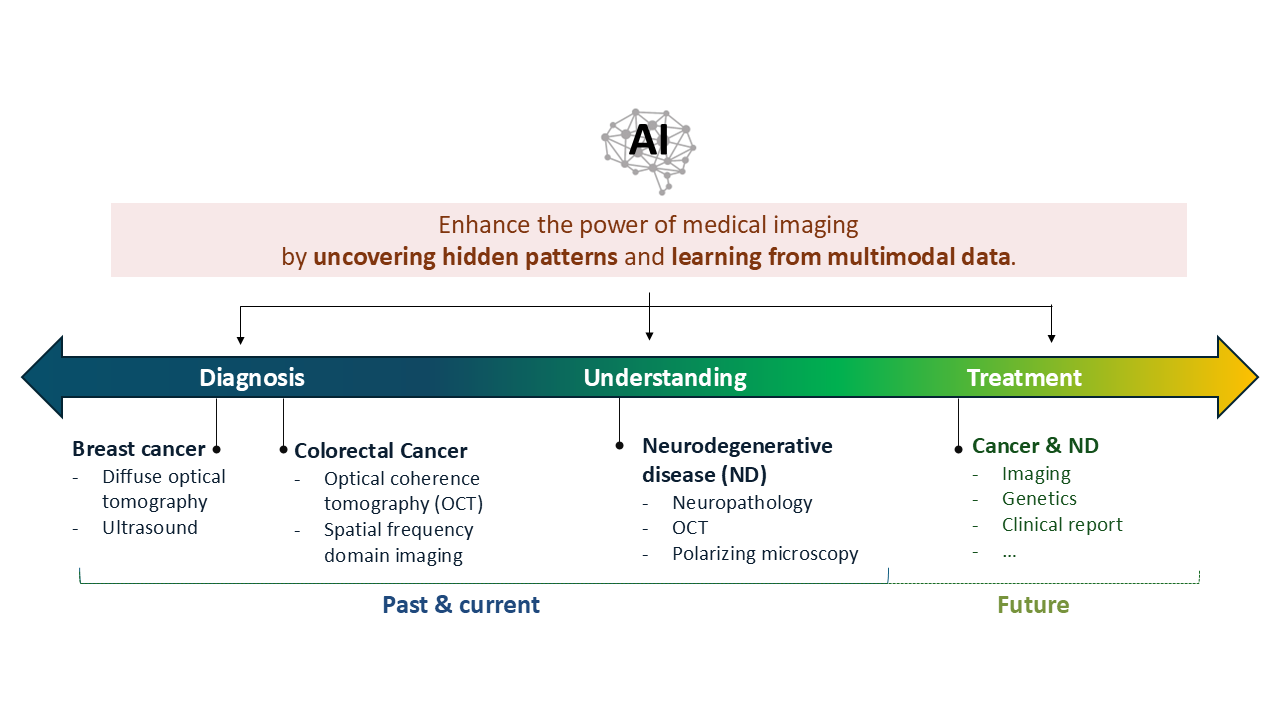 AI
Enhance the power of medical imaging
by uncovering hidden patterns and learning from multimodal data.
Diagnosis
Understanding
Treatment
Breast cancer
- Diffuse optical
tomography
- Ultrasound
Colorectal Cancer
- Optical coherence
tomography (OCT)
- Spatial frequency
domain imaging
Neurodegenerative
disease (ND)
- Neuropathology
- OCT
- Polarizing microscopy
Cancer & ND
- Imaging
- Genetics
- Clinical report
- ...
Past & current
Future